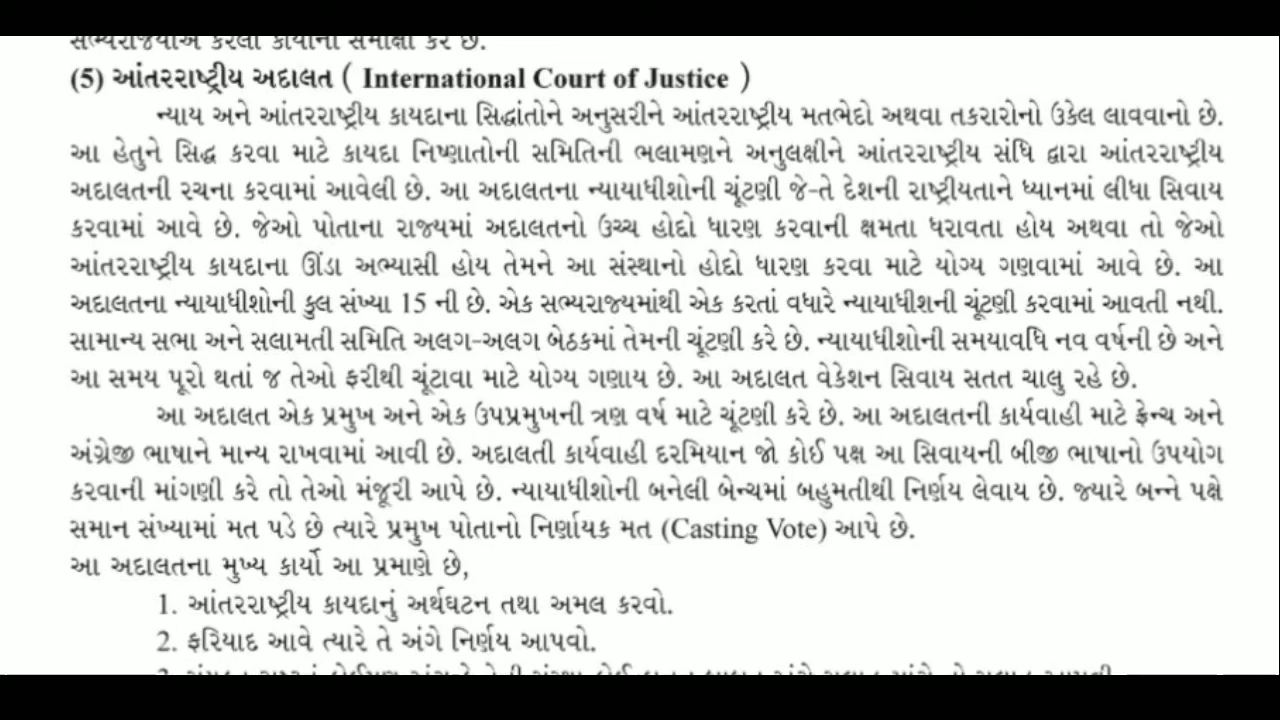 સભ્યરાજ્યોએ કરેલા કાર્યોની સમીક્ષા કરે છે.
(5) આંતરરાષ્ટ્રીય અદાલત ( International Court of Justice )
ન્યાય અને આંતરરાષ્ટ્રીય કાયદાના સિદ્ધાંતોને અનુસરીને આંતરરાષ્ટ્રીય મતભેદો અથવા તકરારોનો ઉકેલ લાવવાનો છે.
આ હેતુને સિદ્ધ કરવા માટે કાયદા નિષ્ણાતોની સમિતિની ભલામણને અનુલક્ષીને આંતરરાષ્ટ્રીય સંધિ દ્વારા આંતરરાષ્ટ્રીય
અદાલતની રચના કરવામાં આવેલી છે. આ અદાલતના ન્યાયાધીશોની ચૂંટણી જે-તે દેશની રાષ્ટ્રીયતાને ધ્યાનમાં લીધા સિવાય
કરવામાં આવે છે. જેઓ પોતાના રાજ્યમાં અદાલતનો ઉચ્ચ હોદ્દો ધારણ કરવાની ક્ષમતા ધરાવતા હોય અથવા તો જેઓ
આંતરરાષ્ટ્રીય કાયદાના ઊંડા અભ્યાસી હોય તેમને આ સંસ્થાનો હોદ્દો ધારણ કરવા માટે યોગ્ય ગણવામાં આવે છે. આ
અદાલતના ન્યાયાધીશોની કુલ સંખ્યા 15 ની છે. એક સભ્યરાજ્યમાંથી એક કરતાં વધારે ન્યાયાધીશની ચૂંટણી કરવામાં આવતી નથી.
સામાન્ય સભા અને સલામતી સમિતિ અલગ-અલગ બેઠકમાં તેમની ચૂંટણી કરે છે. ન્યાયાધીશોની સમયાવધિ નવ વર્ષની છે અને
આ સમય પૂરો થતાં જ તેઓ ફરીથી ચૂંટાવા માટે યોગ્ય ગણાય છે. આ અદાલત વેકેશન સિવાય સતત ચાલુ રહે છે.
આ અદાલત એક પ્રમુખ અને એક ઉપપ્રમુખની ત્રણ વર્ષ માટે ચૂંટણી કરે છે. આ અદાલતની કાર્યવાહી માટે ફ્રેન્ચ અને
અંગ્રેજી ભાષાને માન્ય રાખવામાં આવી છે. અદાલતી કાર્યવાહી દરમિયાન જો કોઈ પક્ષ આ સિવાયની બીજી ભાષાનો ઉપયોગ
કરવાની માંગણી કરે તો તેઓ મંજૂરી આપે છે. ન્યાયાધીશોની બનેલી બેન્ચમાં બહુમતીથી નિર્ણય લેવાય છે. જ્યારે બન્ને પક્ષે
સમાન સંખ્યામાં મત પડે છે ત્યારે પ્રમુખ પોતાનો નિર્ણાયક મત (Casting Vote) આપે છે.
આ અદાલતના મુખ્ય કાર્યો આ પ્રમાણે છે,
1. આંતરરાષ્ટ્રીય કાયદાનું અર્થઘટન તથા અમલ કરવો.
2. ફરિયાદ આવે ત્યારે તે અંગે નિર્ણય આપવો.